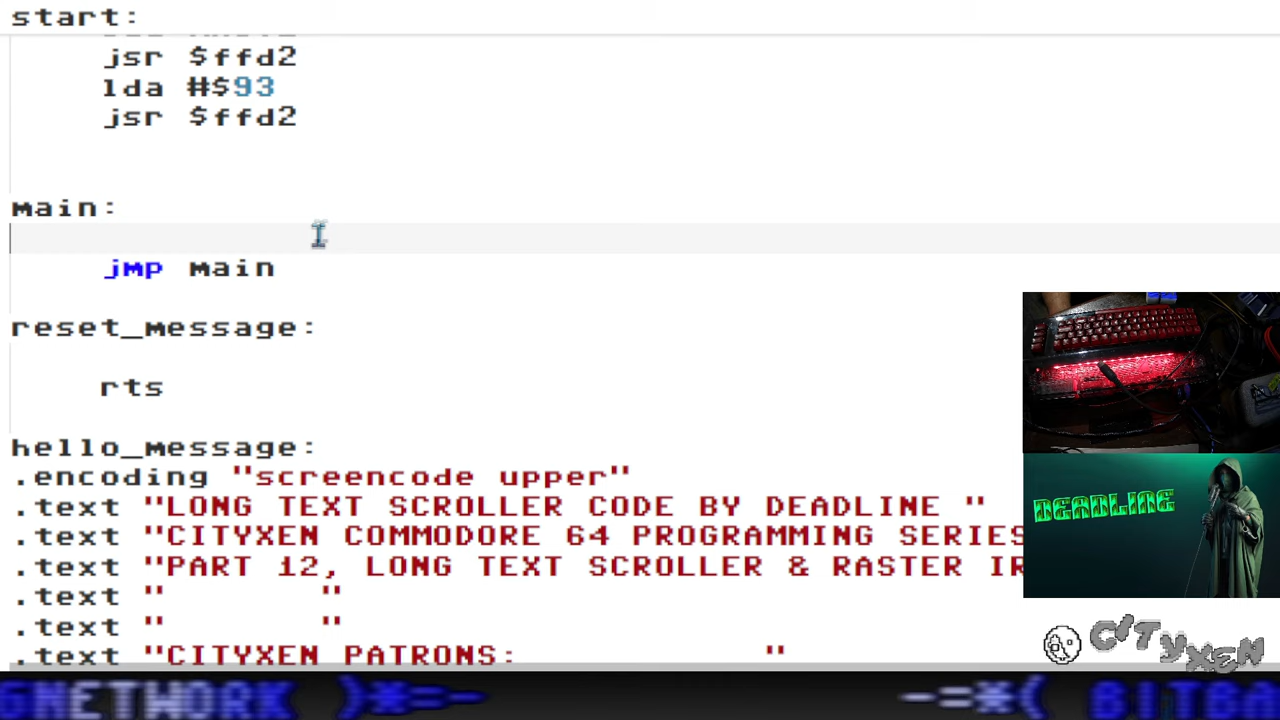 start:
jsr $ffd2
lda #$93
jsr $ffd2
main:
jmp main
reset_message:
rts
hello_message:
.encoding "screencode upper"
.text "LONG TEXT SCROLLER CODE BY DEADLINE "
.text "CITYXEN COMMODORE 64 PROGRAMMING SERIES
.text "PART 12, LONG TEXT SCROLLER & RASTER IR
.text " "
.text " "
.text "CITYXEN PATRONS: "
DEADLINE
CITYXEN
GNETWORK )*=- -=*( BITBA